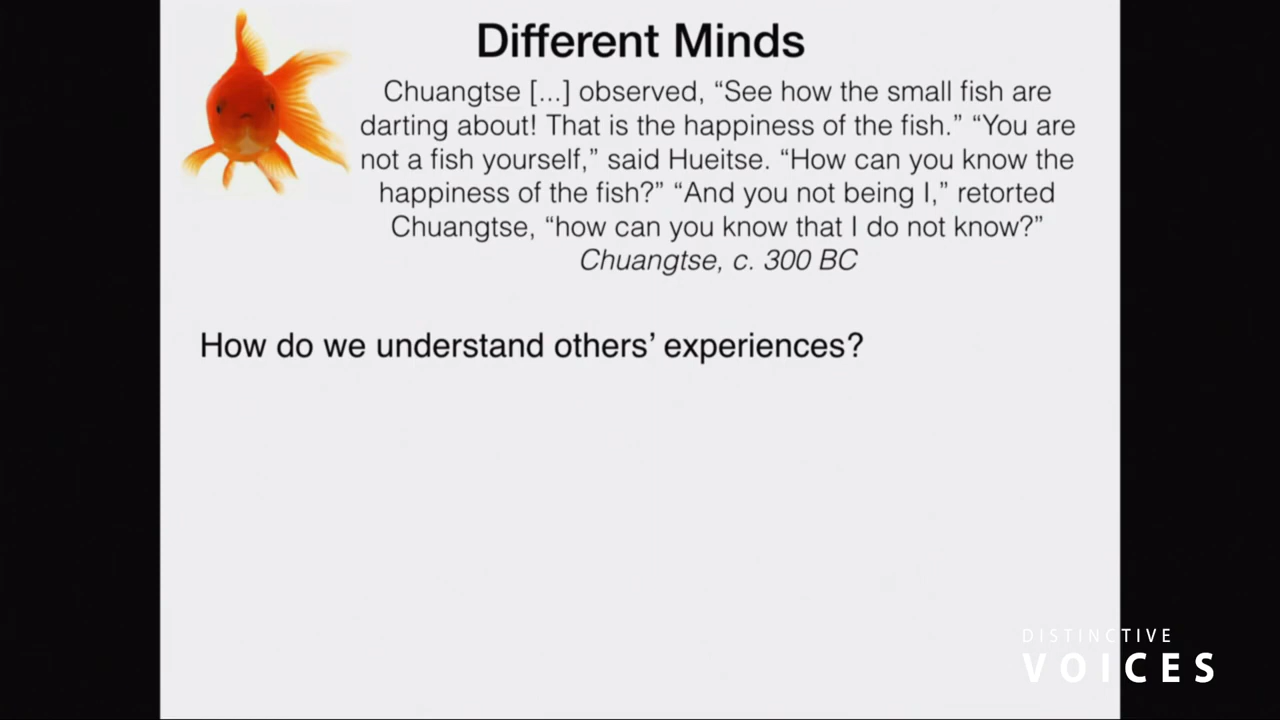 Different Minds
Chuangtse [...] observed, “See how the small fish are
darting about! That is the happiness of the fish.” “You are
not a fish yourself,” said Hueitse. “How can you know the
happiness of the fish?” “And you not being I,” retorted
Chuangtse, “how can you know that I do not know?”
Chuangtse, c. 300 BC
How do we understand others’ experiences?
DISTINCTIVE
VOICES